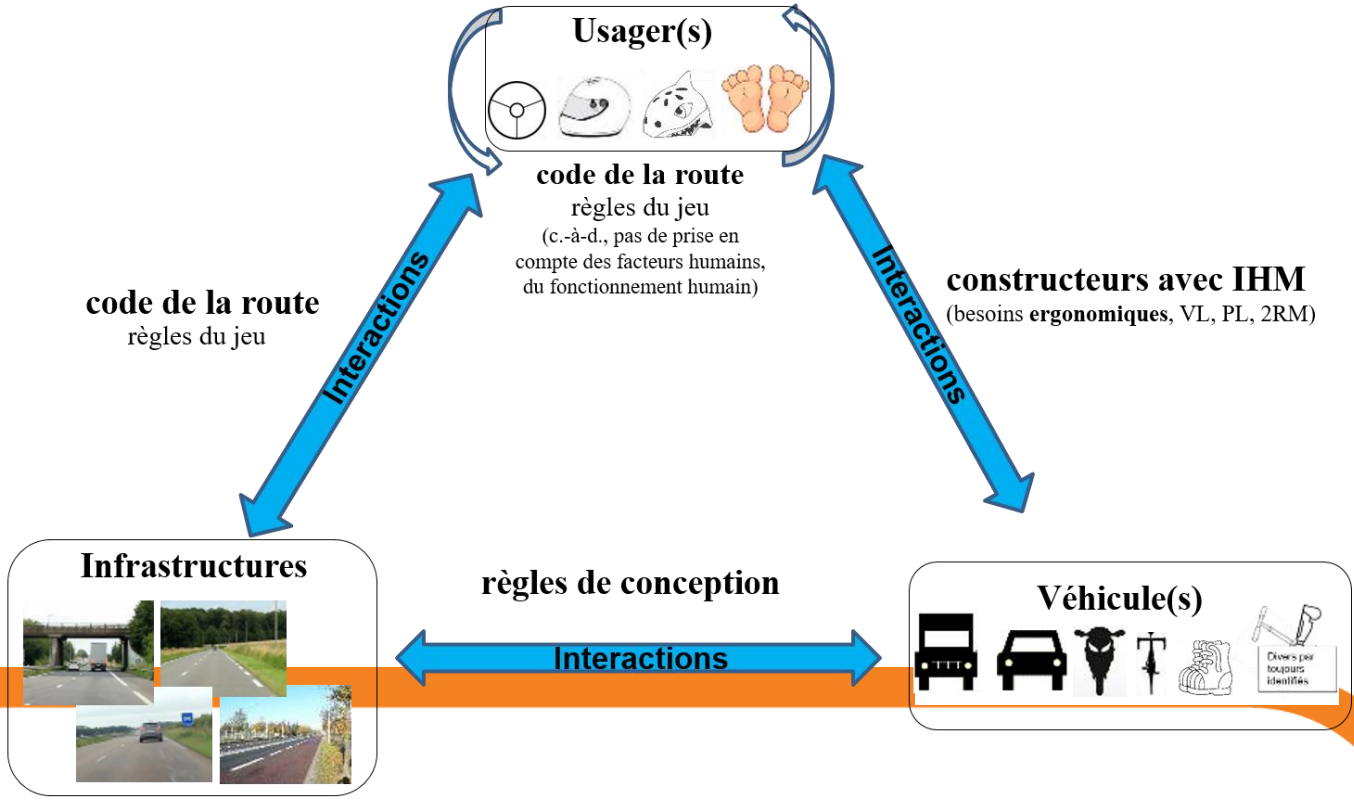 Usager(s)
code de la route
règles du jeu
(c.-à-d., pas de prise en
compte des facteurs humains,
du fonctionnement humain)
code de la route
règles du jeu
Interactions
Interactions
constructeurs avec IHM
(besoins ergonomiques, VL, PL, 2RM)
Infrastructures
règles de conception
Interactions
Véhicule(s)
Divers par
toujours
identifiés